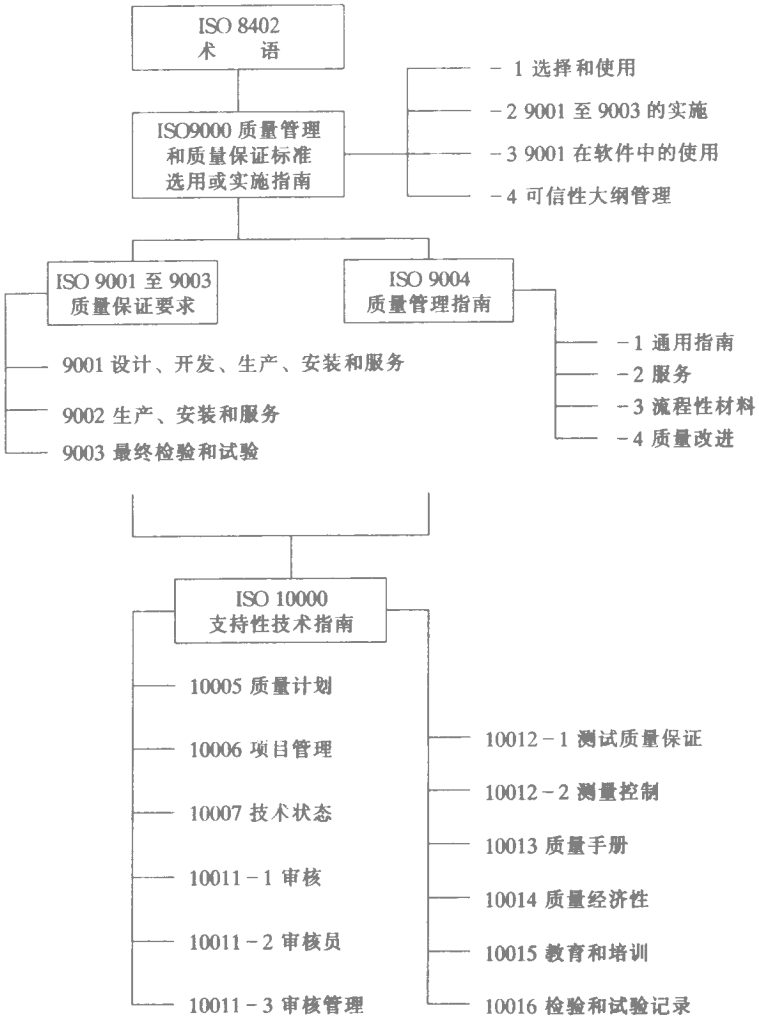 ISO 8402
术 语
ISO9000 质量管理
和质量保证标准
选用或实施指南
-1 选择和使用
-2 9001 至 9003 的实施
-3 9001 在软件中的使用
-4 可信性大纲管理
ISO 9001 至 9003
质量保证要求
9001 设计、开发、生产、安装和服务
9002 生产、安装和服务
9003 最终检验和试验
ISO 9004
质量管理指南
-1 通用指南
-2 服务
-3 流程性材料
-4 质量改进
ISO 10000
支持性技术指南
10005 质量计划
10006 项目管理
10007 技术状态
10011-1 审核
10011-2 审核员
10011-3 审核管理
10012-1 测试质量保证
10012-2 测量控制
10013 质量手册
10014 质量经济性
10015 教育和培训
10016 检验和试验记录